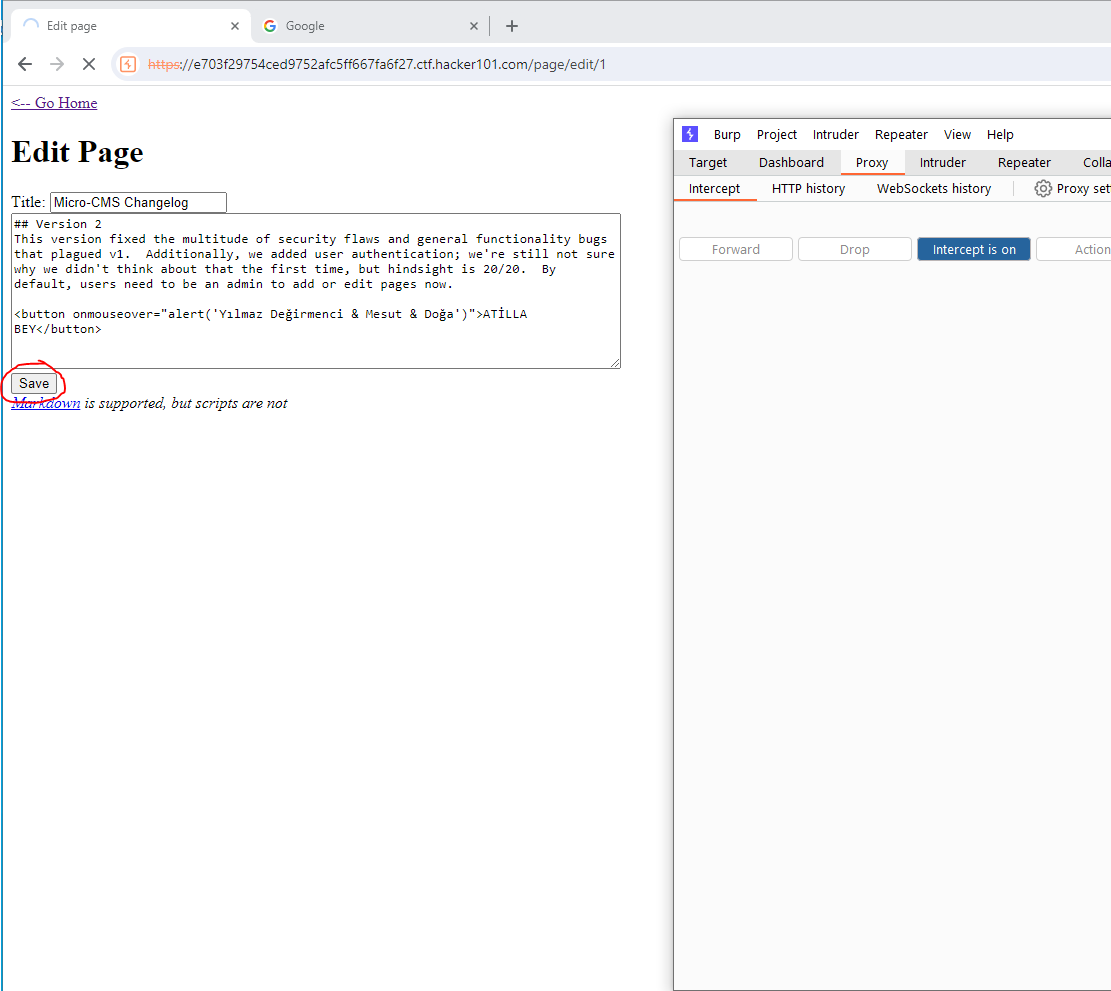 Edit page
Google
https://e703f29754ced9752afc5ff667fa6f27.ctf.hacker101.com/page/edit/1
<-- Go Home
Edit Page
Title: Micro-CMS Changelog
## Version 2
This version fixed the multitude of security flaws and general functionality bugs
that plagued v1.  Additionally, we added user authentication; we're still not sure
why we didn't think about that the first time, but hindsight is 20/20.  By
default, users need to be an admin to add or edit pages now.
<button onmouseover="alert('Yılmaz Değirmenci & Mesut & Doğa')">ATİLLA
BEY</button>
Save
Markdown is supported, but scripts are not
Burp Project Intruder Repeater View Help
Target Dashboard Proxy Intruder Repeater Colla
Intercept HTTP history WebSockets history Proxy set
Forward Drop Intercept is on Action